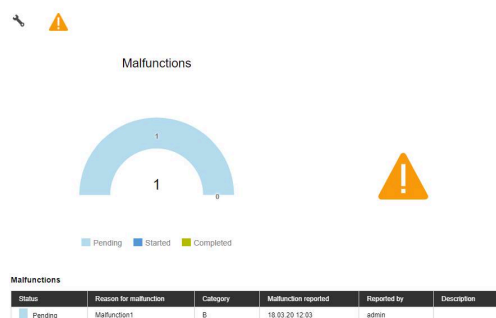 Malfunctions
1
1
0
Pending Started Completed
Malfunctions
Status Reason for malfunction Category Malfunction reported Reported by Description
Pending Malfunction1 B 18.03.20 12:03 admin